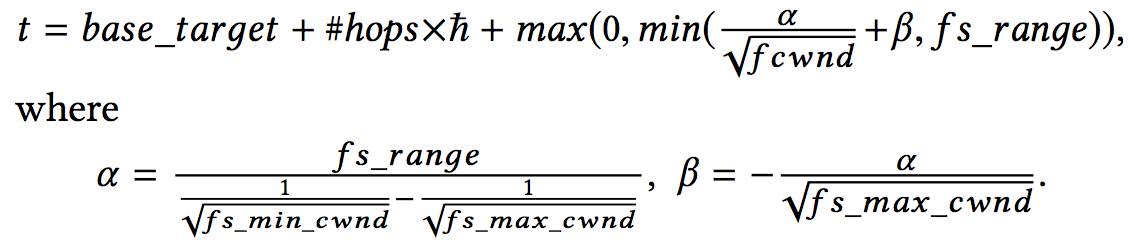 t = base_target + #hops×ℏ + max(0, min(α/√fcwnd +β, fs_range)),
where
α = fs_range/(1/√fs_min_cwnd − 1/√fs_max_cwnd), β = − α/√fs_max_cwnd.